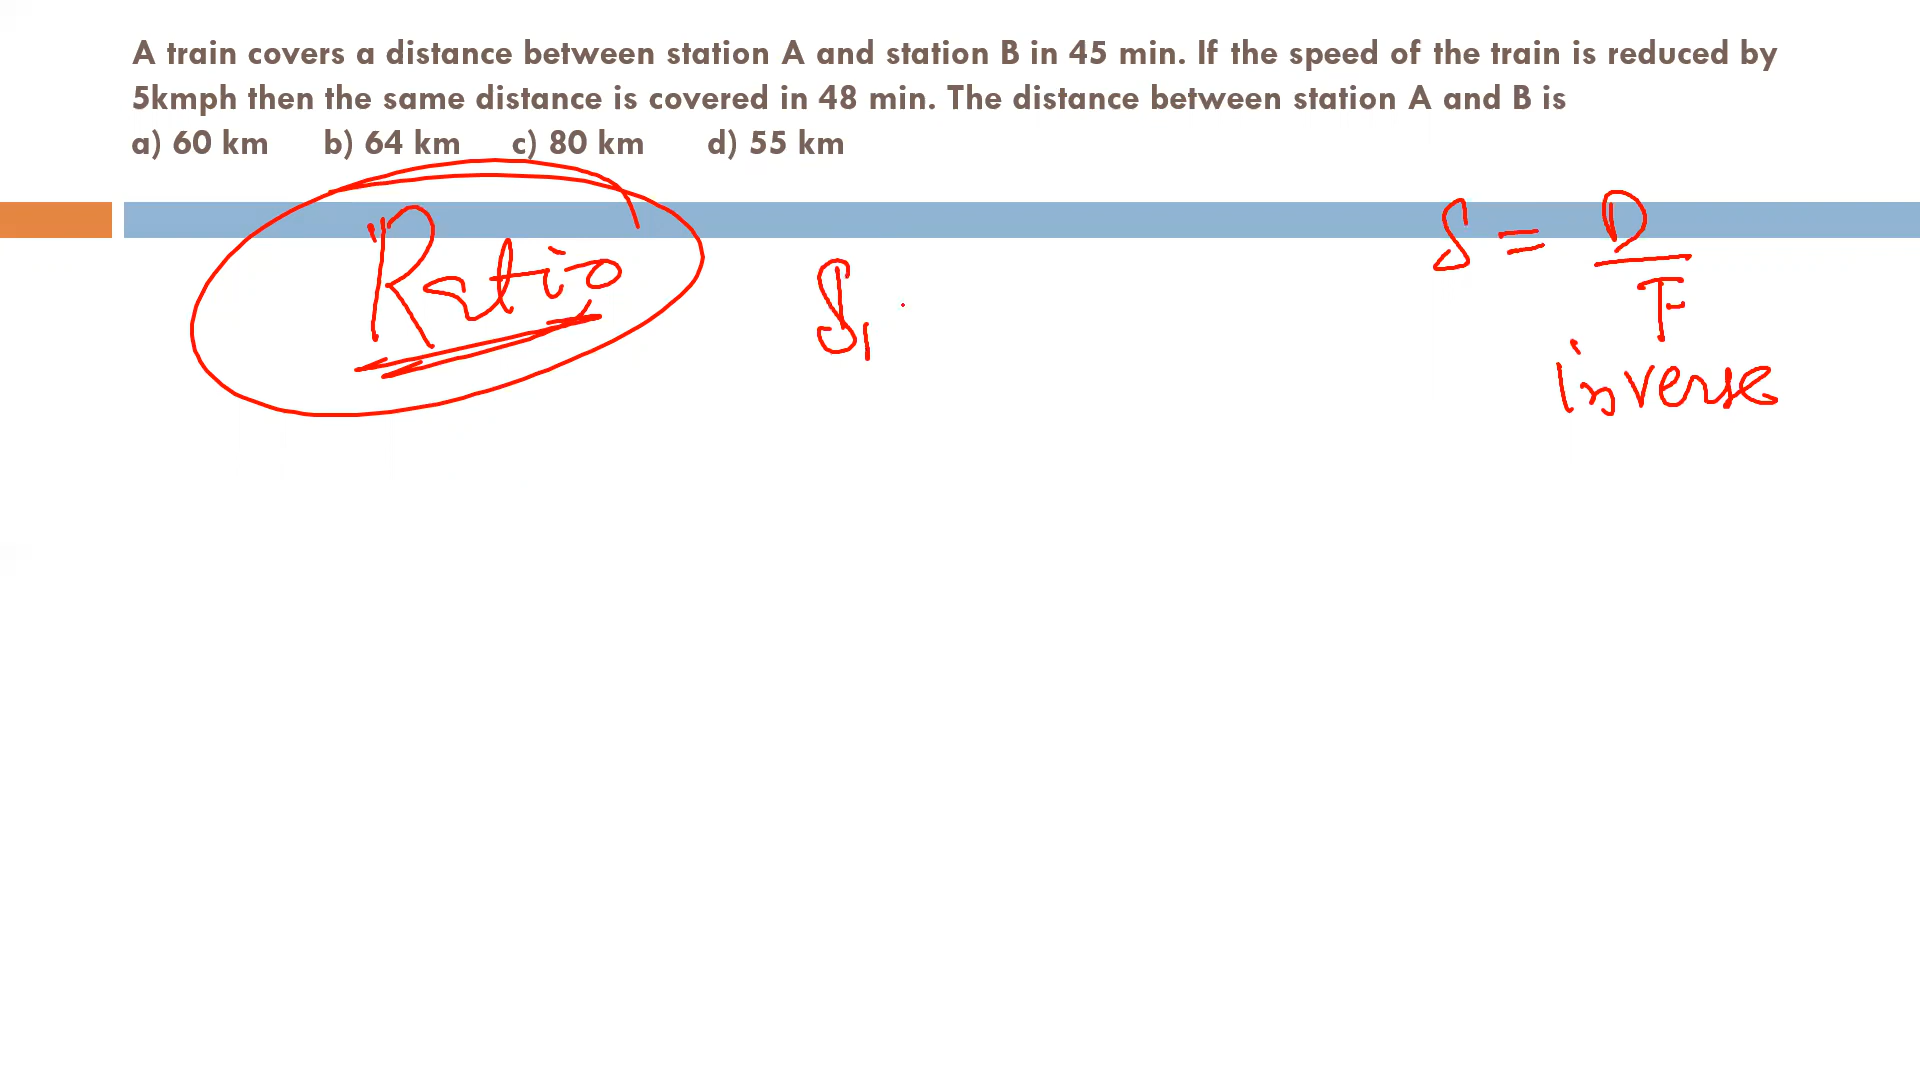 A train covers a distance between station A and station B in 45 min. If the speed of the train is reduced by
5kmph then the same distance is covered in 48 min. The distance between station A and B is
a) 60 km b) 64 km c) 80 km d) 55 km
Ratio
S1
S = D/T
inverse